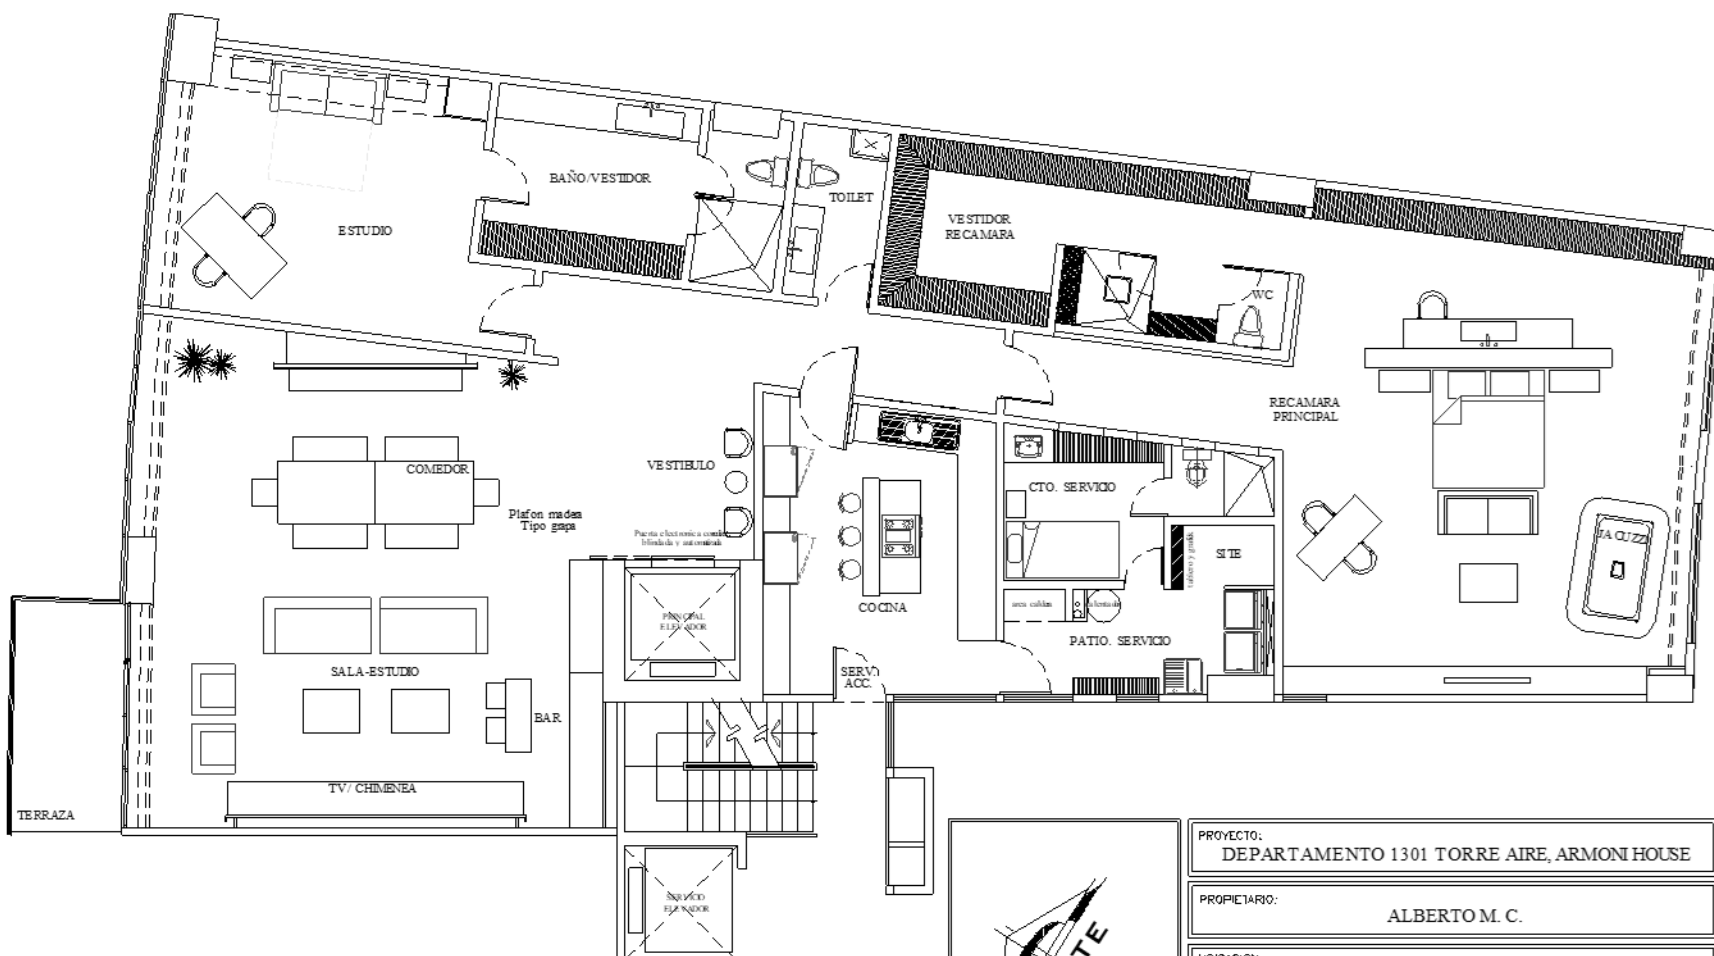 BAÑO/VESTIDOR
TOILET
ESTUDIO
VESTIDOR
RECAMARA
WC
RECAMARA
PRINCIPAL
COMEDOR
VESTIBULO
Plafon madera
Tipo grapa
CTO. SERVICIO
SITE
JACUZZI
COCINA
PRINCIPAL
ELEVADOR
PATIO. SERVICIO
SALA-ESTUDIO
SERV.
ACC.
BAR
TV/ CHIMENEA
TERRAZA
SERVICIO
ELEVADOR
PROYECTO:
DEPARTAMENTO 1301 TORRE AIRE, ARMONI HOUSE
PROPIETARIO:
ALBERTO M. C.